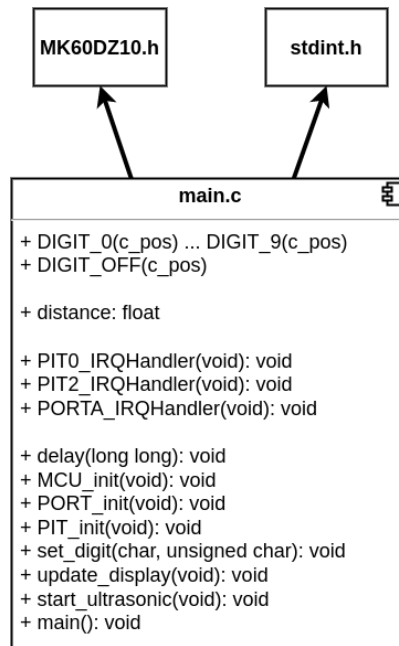 MK60DZ10.h
stdint.h
main.c
+ DIGIT_0(c_pos) ... DIGIT_9(c_pos)
+ DIGIT_OFF(c_pos)
+ distance: float
+ PIT0_IRQHandler(void): void
+ PIT2_IRQHandler(void): void
+ PORTA_IRQHandler(void): void
+ delay(long long): void
+ MCU_init(void): void
+ PORT_init(void): void
+ PIT_init(void): void
+ set_digit(char, unsigned char): void
+ update_display(void): void
+ start_ultrasonic(void): void
+ main(): void